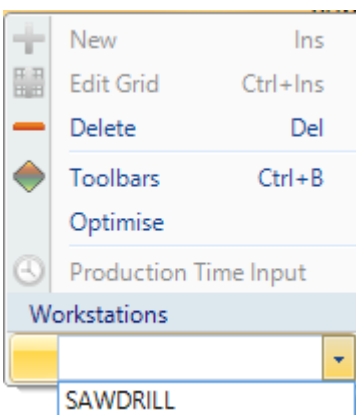 New Ins
Edit Grid Ctrl+Ins
Delete Del
Toolbars Ctrl+B
Optimise
Production Time Input
Workstations
SAWDRILL